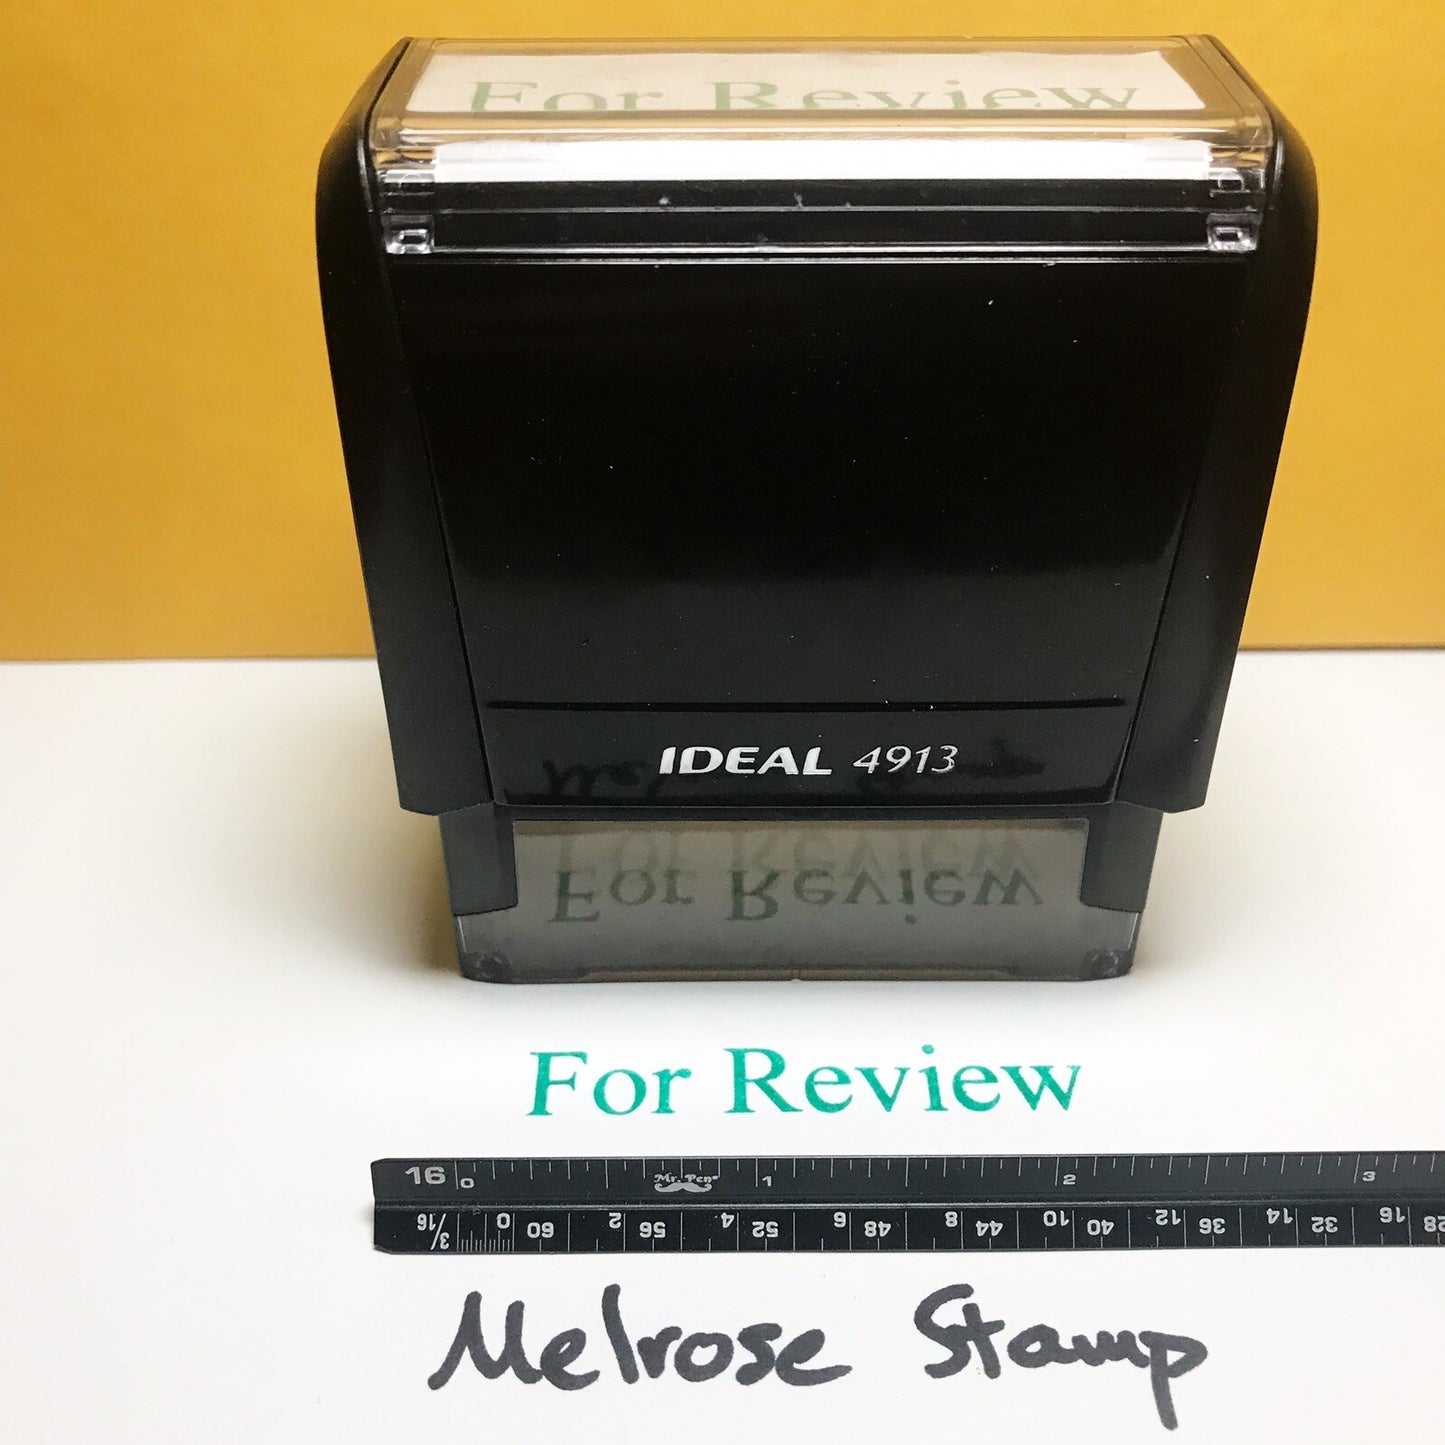 For Review
IDEAL 4913
For Review
For Review
16 0 Mr. Pen® 1 2 3
3/16 0 60 2 56 4 52 6 48 8 44 10 40 12 36 14 32 16 28
Melrose Stamp